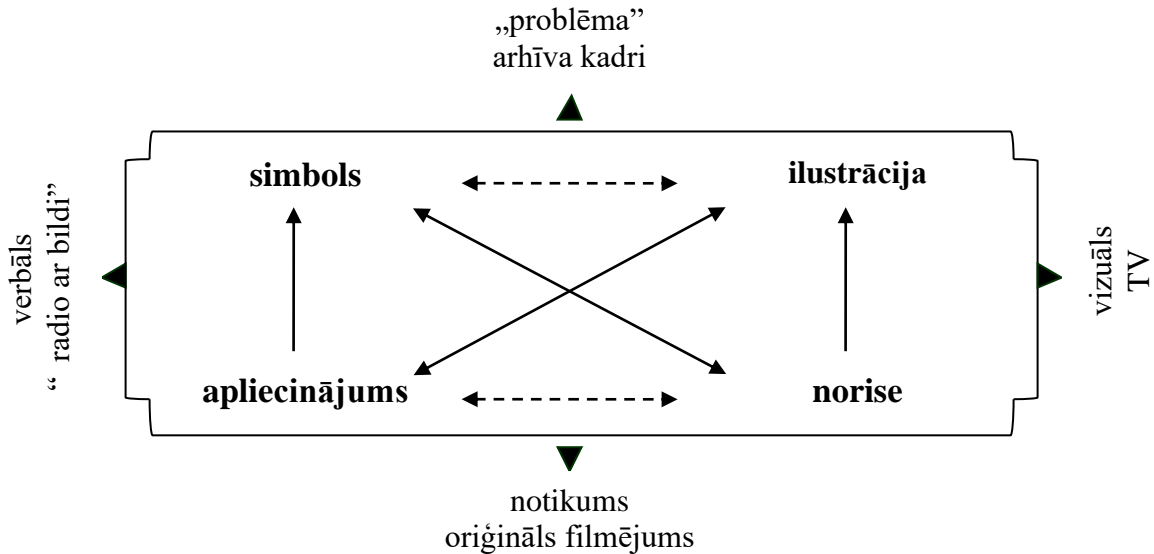 „problēma”
arhīva kadri
simbols
ilustrācija
verbāls
“ radio ar bildi”
vizuāls
TV
apliecinājums
norise
notikums
oriģināls filmējums